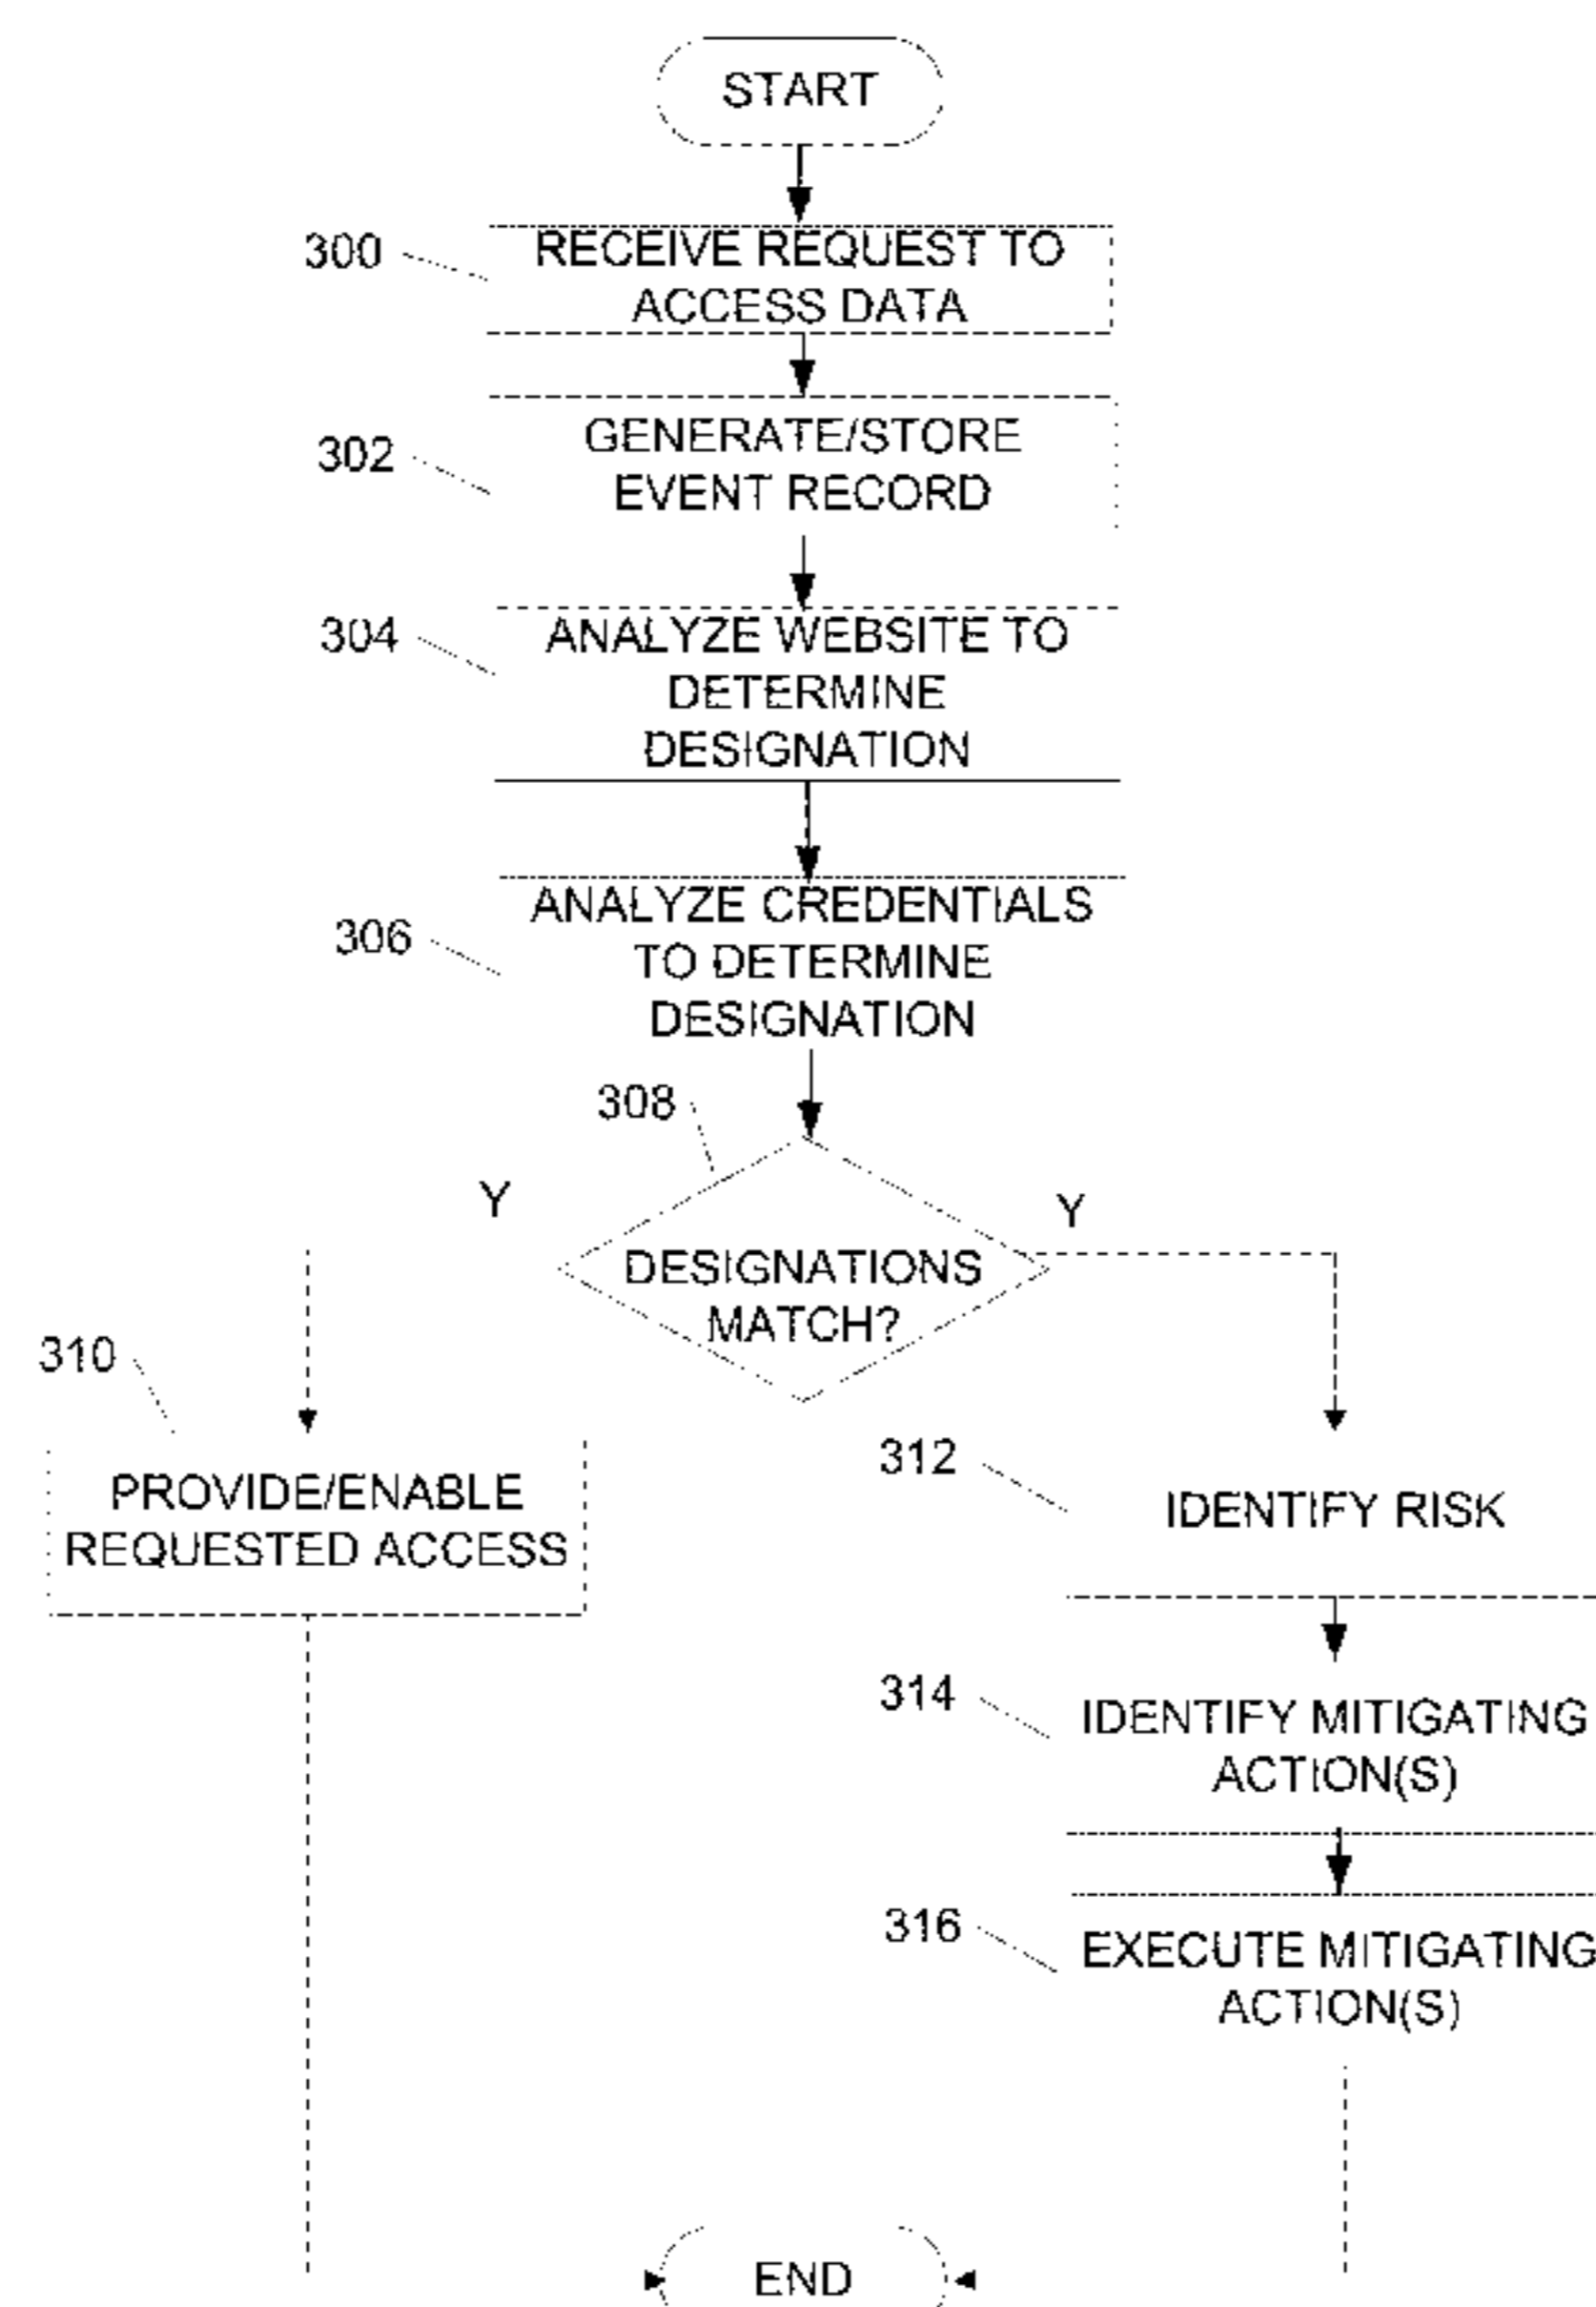 START
300
RECEIVE REQUEST TO
ACCESS DATA
302
GENERATE/STORE
EVENT RECORD
304
ANALYZE WEBSITE TO
DETERMINE
DESIGNATION
306
ANALYZE CREDENTIALS
TO DETERMINE
DESIGNATION
308
Y
Y
DESIGNATIONS
MATCH?
310
PROVIDE/ENABLE
REQUESTED ACCESS
312
IDENTIFY RISK
314
IDENTIFY MITIGATING
ACTION(S)
316
EXECUTE MITIGATING
ACTION(S)
END